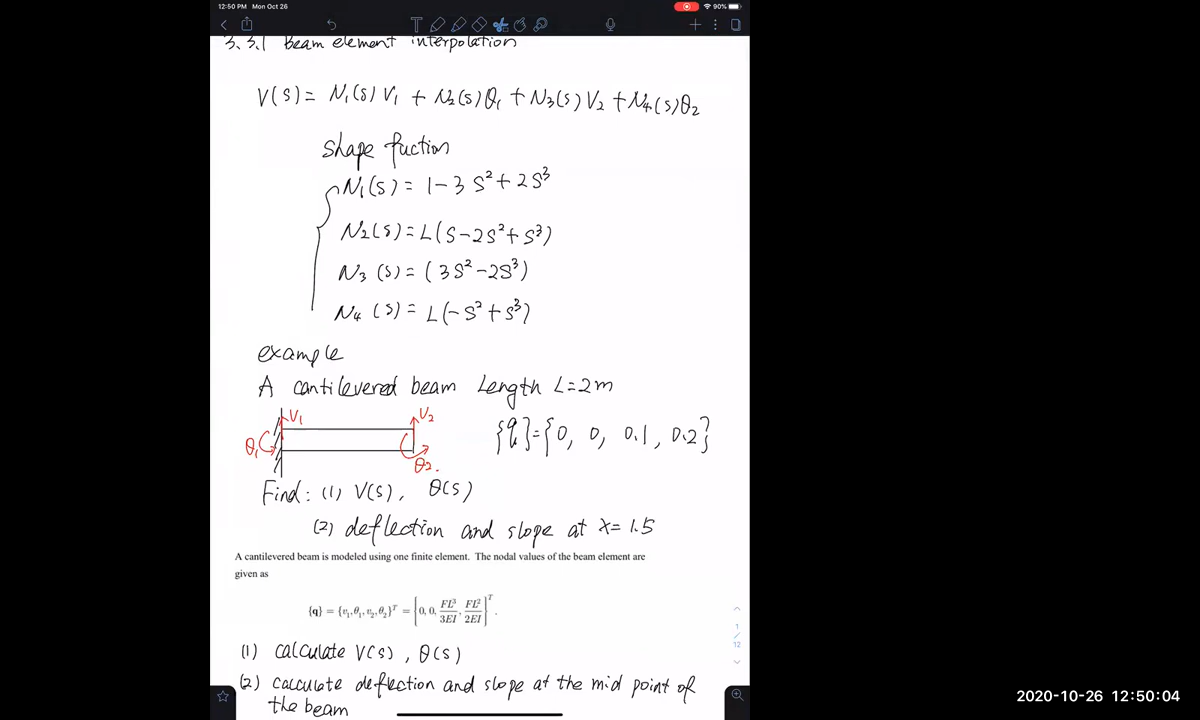 12:50 PM Mon Oct 26
90%
3.3.1 Beam element interpolation
V(s) = N₁(s) V₁ + N₂(s)θ₁ + N₃(s) V₂ + N₄(s)θ₂
shape fuction
N₁(s) = 1 - 3 S² + 2S³
N₂(s) = L(S - 2S² + S³)
N₃ (s) = (3S² - 2S³)
N₄ (s) = L(-S² + S³)
example
A cantilevered beam Length L=2m
V₁
V₂
{q} = {0, 0, 0.1, 0.2}
θ₁
θ₂.
Find: (1) V(s), θ(s)
(2) deflection and slope at x= 1.5
A cantilevered beam is modeled using one finite element. The nodal values of the beam element are
given as
{q} = {v₁,θ₁,v₂,θ₂}ᵀ = {0, 0, FL³/3EI, FL²/2EI}ᵀ.
(1) calculate V(s), θ(s)
(2) calculate deflection and slope at the mid point of
the beam
1
/
12
2020-10-26 12:50:04